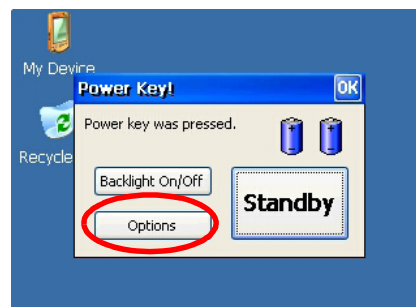 My Device
Power Key!
OK
Power key was pressed.
Recycle
Backlight On/Off
Standby
Options